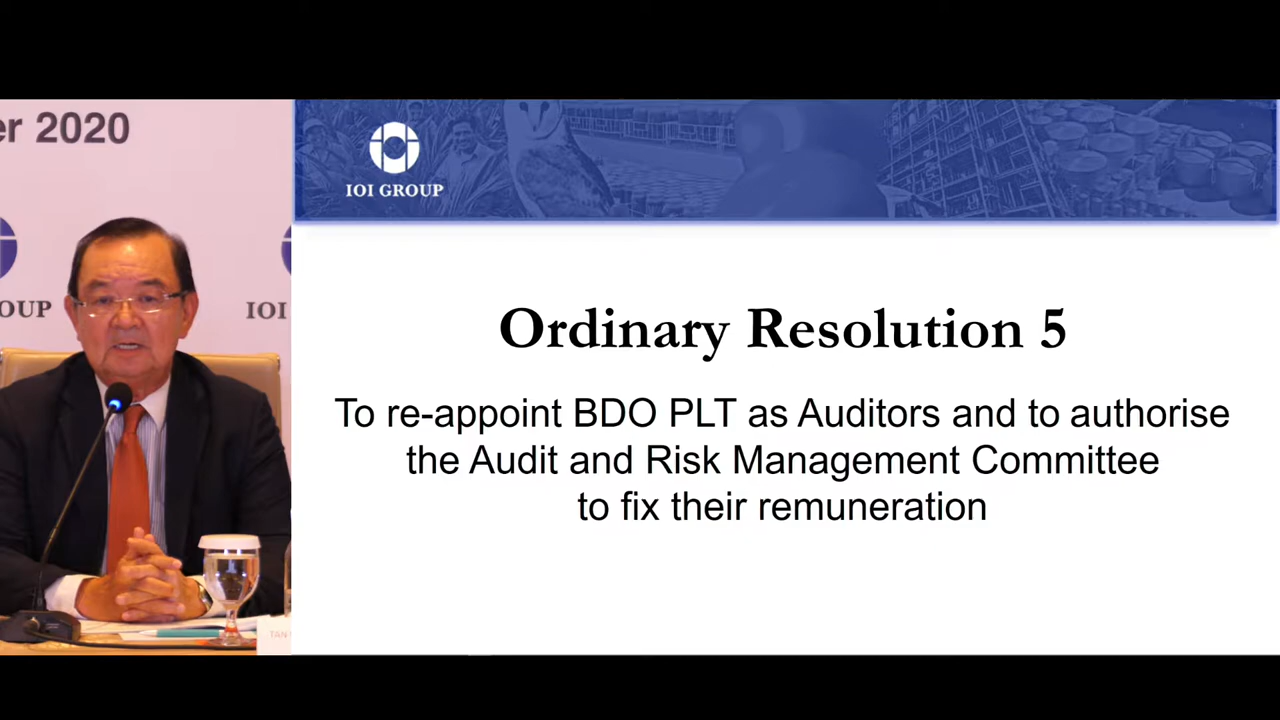 er 2020
OUP
IOI
TAN
IOI GROUP
Ordinary Resolution 5
To re-appoint BDO PLT as Auditors and to authorise
the Audit and Risk Management Committee
to fix their remuneration